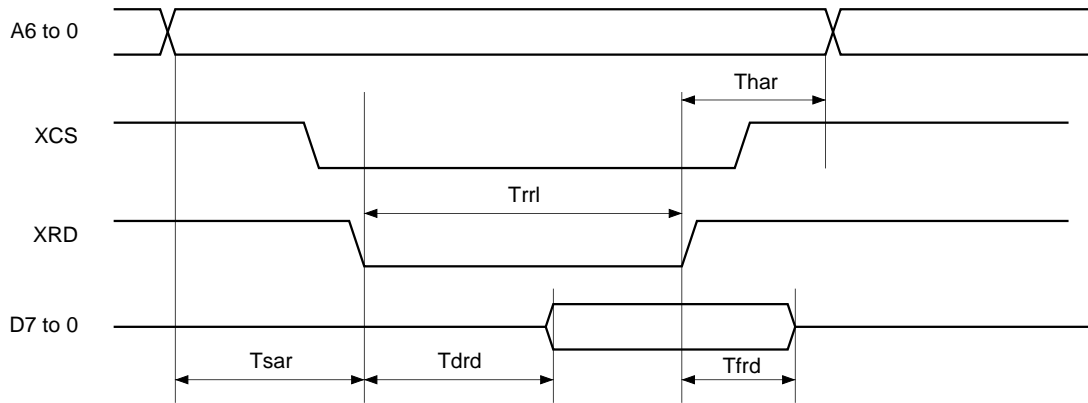 A6 to 0
Thar
XCS
Trrl
XRD
D7 to 0
Tsar
Tdrd
Tfrd